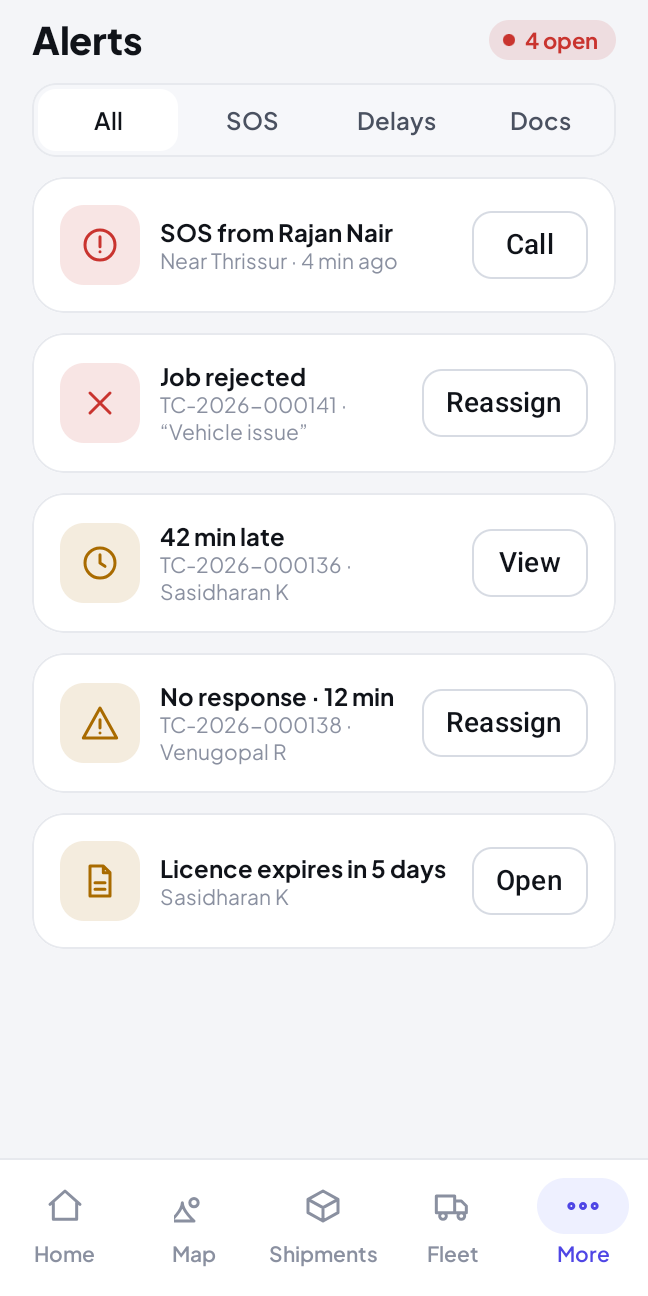 Alerts
4 open
All
SOS
Delays
Docs
SOS from Rajan Nair
Near Thrissur · 4 min ago
Call
Job rejected
TC-2026-000141 ·
“Vehicle issue”
Reassign
42 min late
TC-2026-000136 ·
Sasidharan K
View
No response · 12 min
TC-2026-000138 ·
Venugopal R
Reassign
Licence expires in 5 days
Sasidharan K
Open
Home
Map
Shipments
Fleet
More